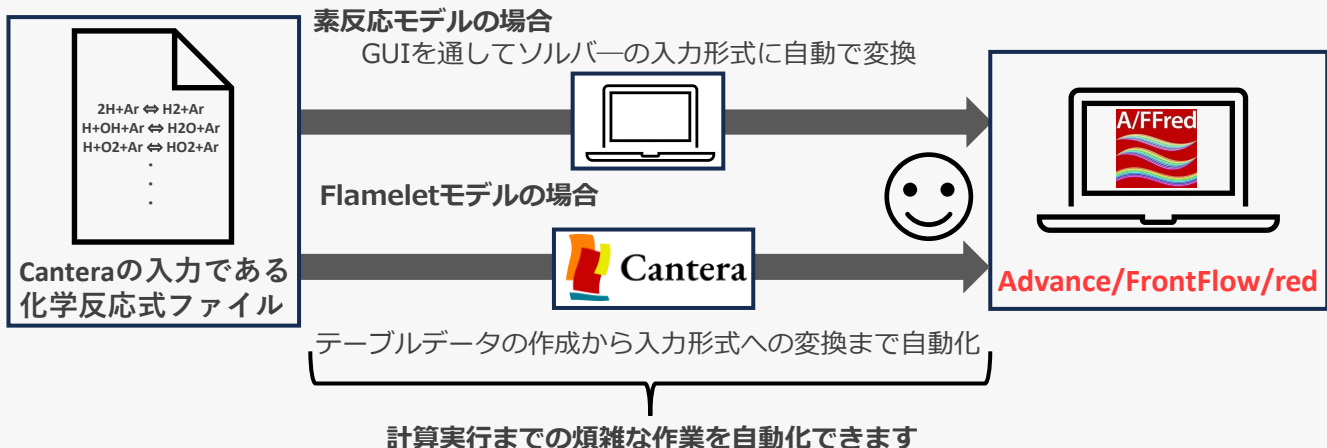 素反応モデルの場合
GUIを通してソルバ―の入力形式に自動で変換
2H+Ar ⇔ H2+Ar
H+OH+Ar ⇔ H2O+Ar
H+O2+Ar ⇔ HO2+Ar
・
・
・
Canteraの入力である
化学反応式ファイル
Flameletモデルの場合
Cantera
A/FFred
Advance/FrontFlow/red
テーブルデータの作成から入力形式への変換まで自動化
計算実行までの煩雑な作業を自動化できます